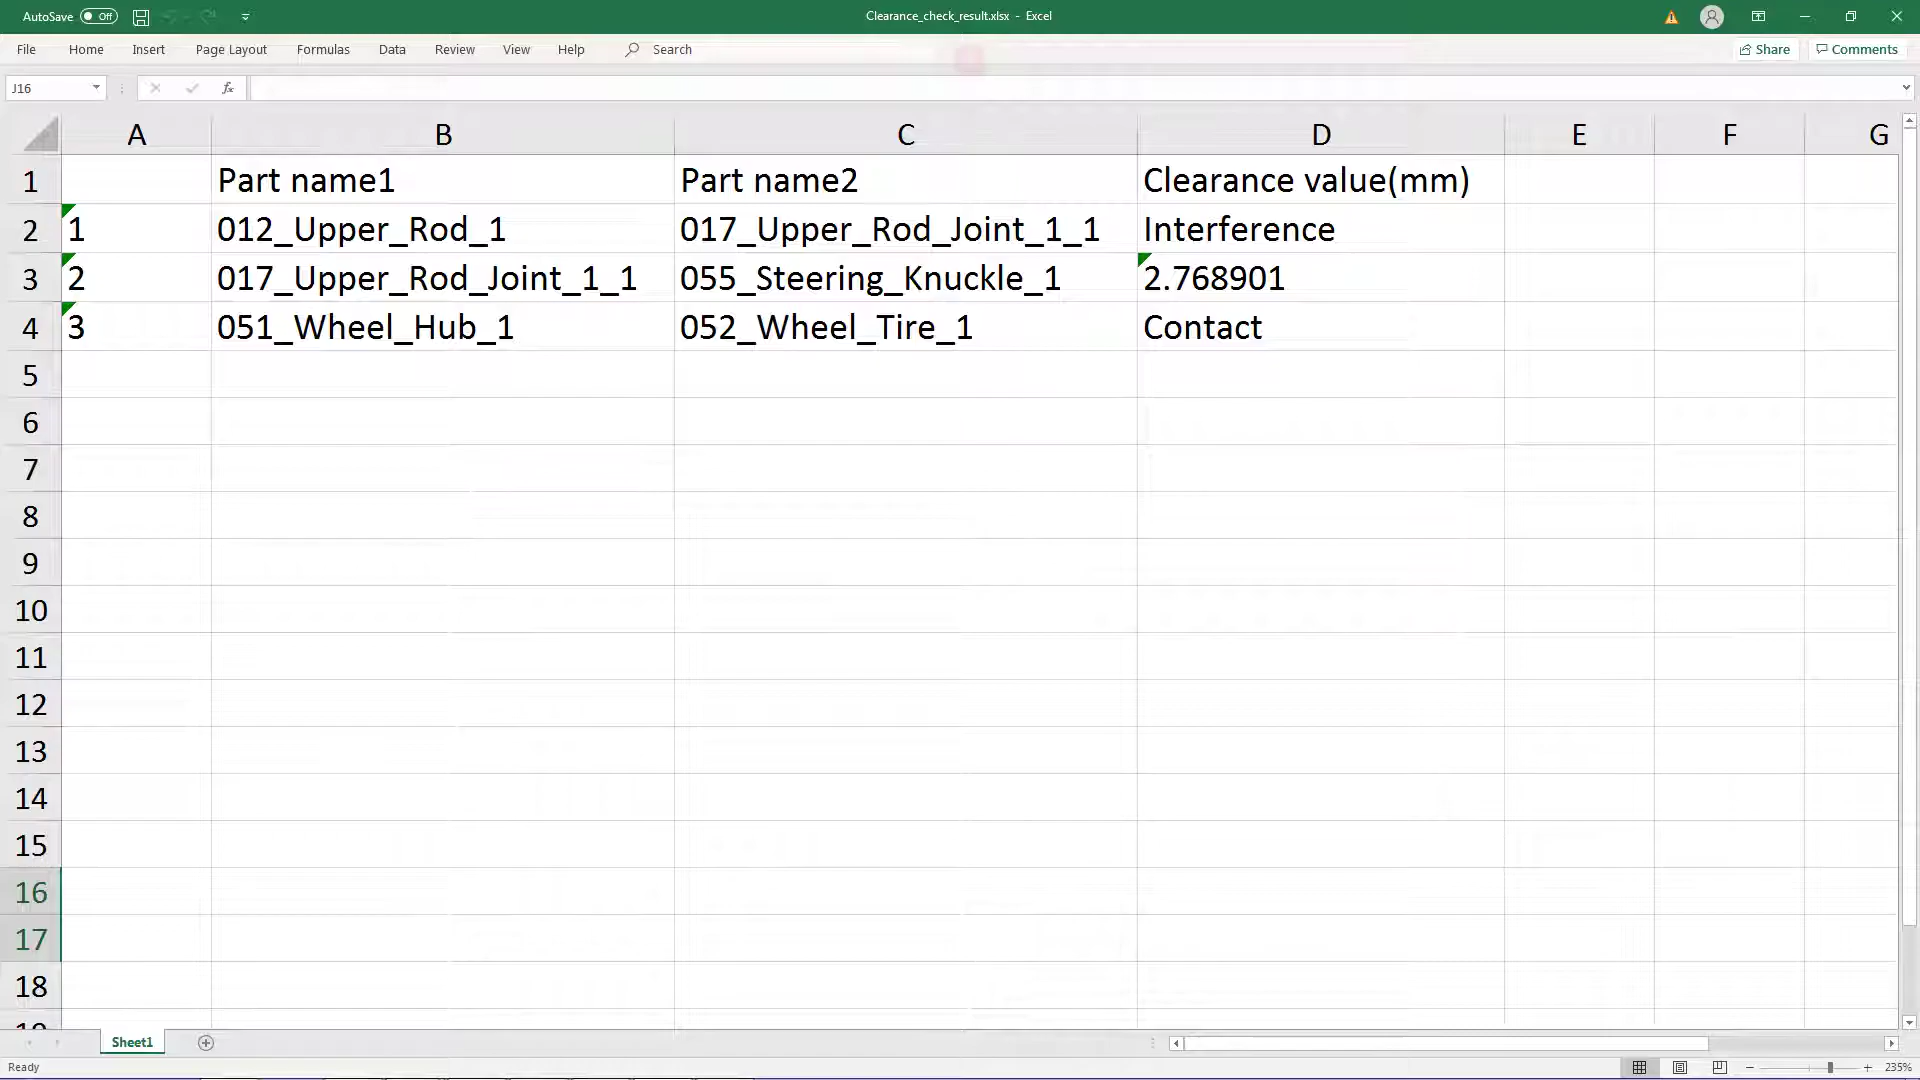 AutoSave Off Clearance_check_result.xlsx - Excel
File Home Insert Page Layout Formulas Data Review View Help Search Share Comments
J16 fx
A B C D E F G
1 Part name1 Part name2 Clearance value(mm)
2 1 012_Upper_Rod_1 017_Upper_Rod_Joint_1_1 Interference
3 2 017_Upper_Rod_Joint_1_1 055_Steering_Knuckle_1 2.768901
4 3 051_Wheel_Hub_1 052_Wheel_Tire_1 Contact
5
6
7
8
9
10
11
12
13
14
15
16
17
18
19
Sheet1
Ready 235%